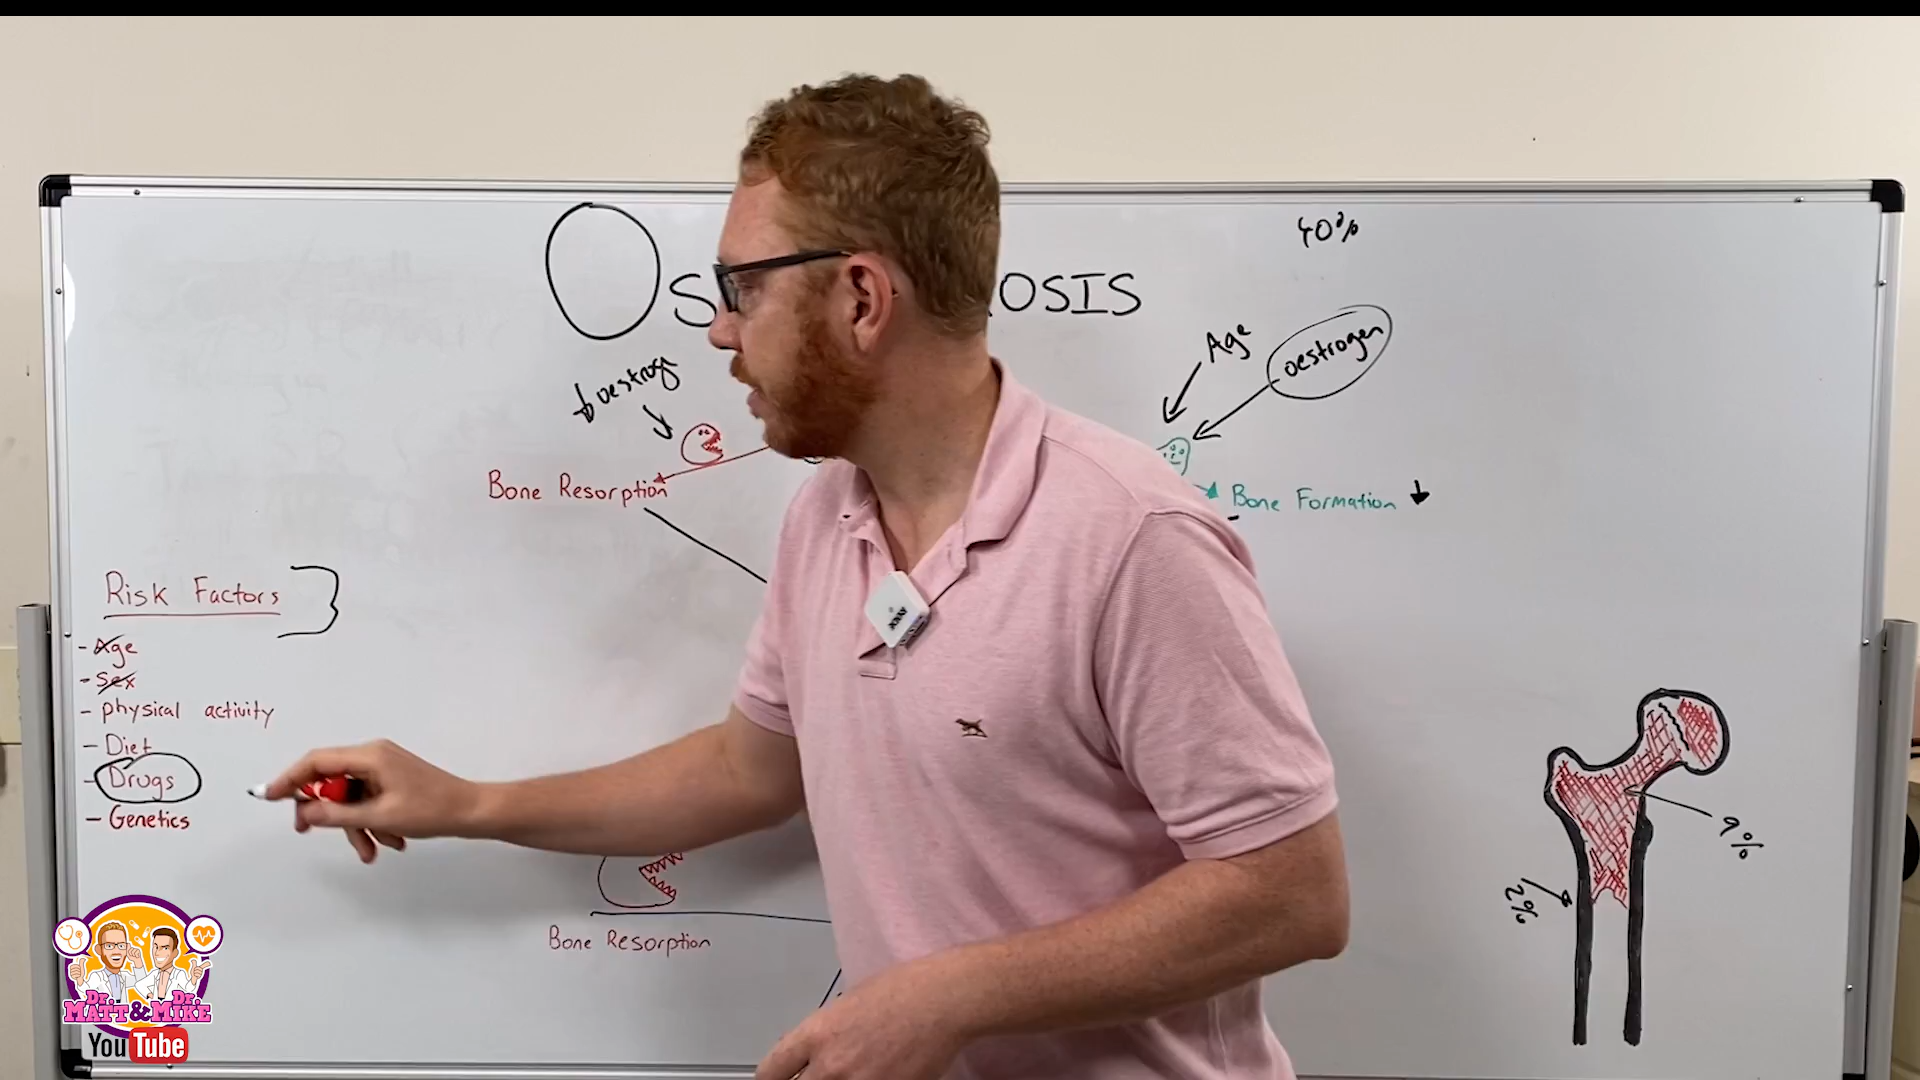 40%
OS OSIS
Age
oestrogen
↓ oestrog
Bone Resorption
Bone Formation ↓
Risk Factors
- Age
- Sex
- physical activity
- Diet
- Drugs
- Genetics
9%
2%
Bone Resorption
Dr. Dr.
MATT & MIKE
YouTube